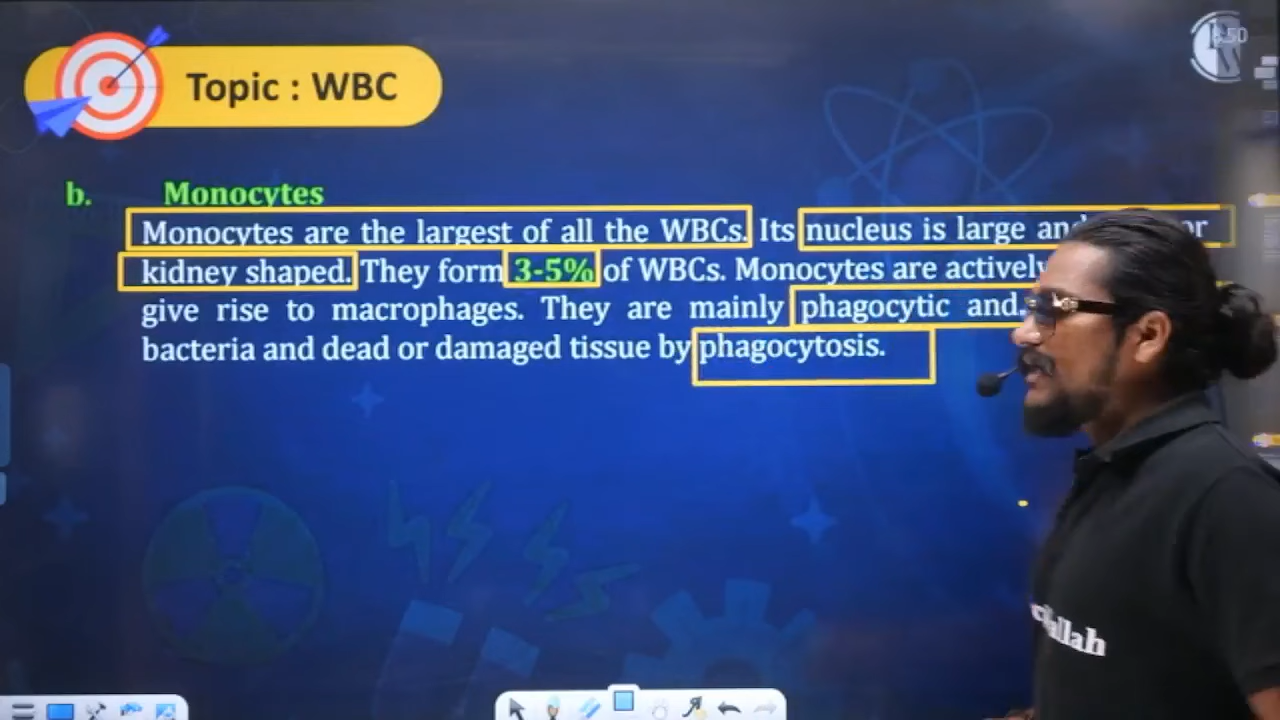 Topic : WBC
b. Monocytes
Monocytes are the largest of all the WBCs. Its nucleus is large and or
kidney shaped. They form 3-5% of WBCs. Monocytes are actively
give rise to macrophages. They are mainly phagocytic and
bacteria and dead or damaged tissue by phagocytosis.